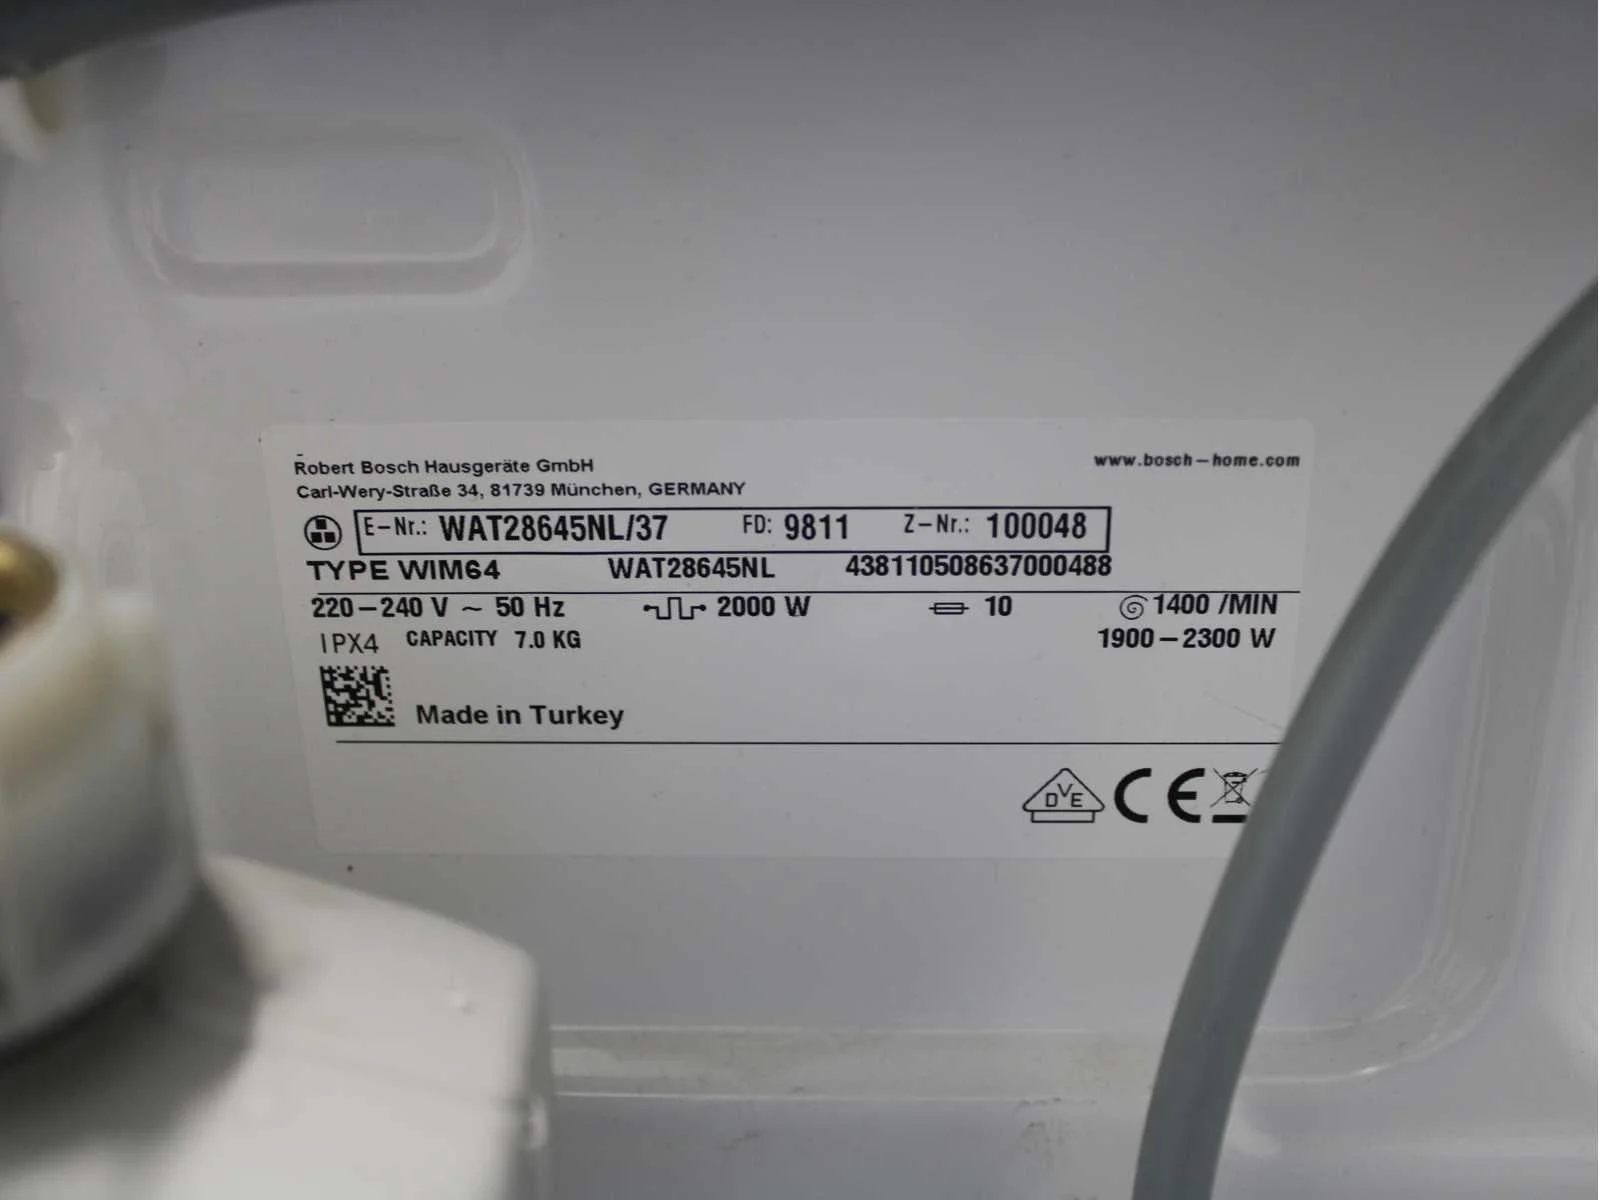 Robert Bosch Hausgeräte GmbH www.bosch-home.com
Carl-Wery-Straße 34, 81739 München, GERMANY
E-Nr.: WAT28645NL/37 FD: 9811 Z-Nr.: 100048
TYPE WIM64 WAT28645NL 438110508637000488
220-240 V ~ 50 Hz 2000 W 10 1400 /MIN
IPX4 CAPACITY 7.0 KG 1900-2300 W
Made in Turkey
DVE CE